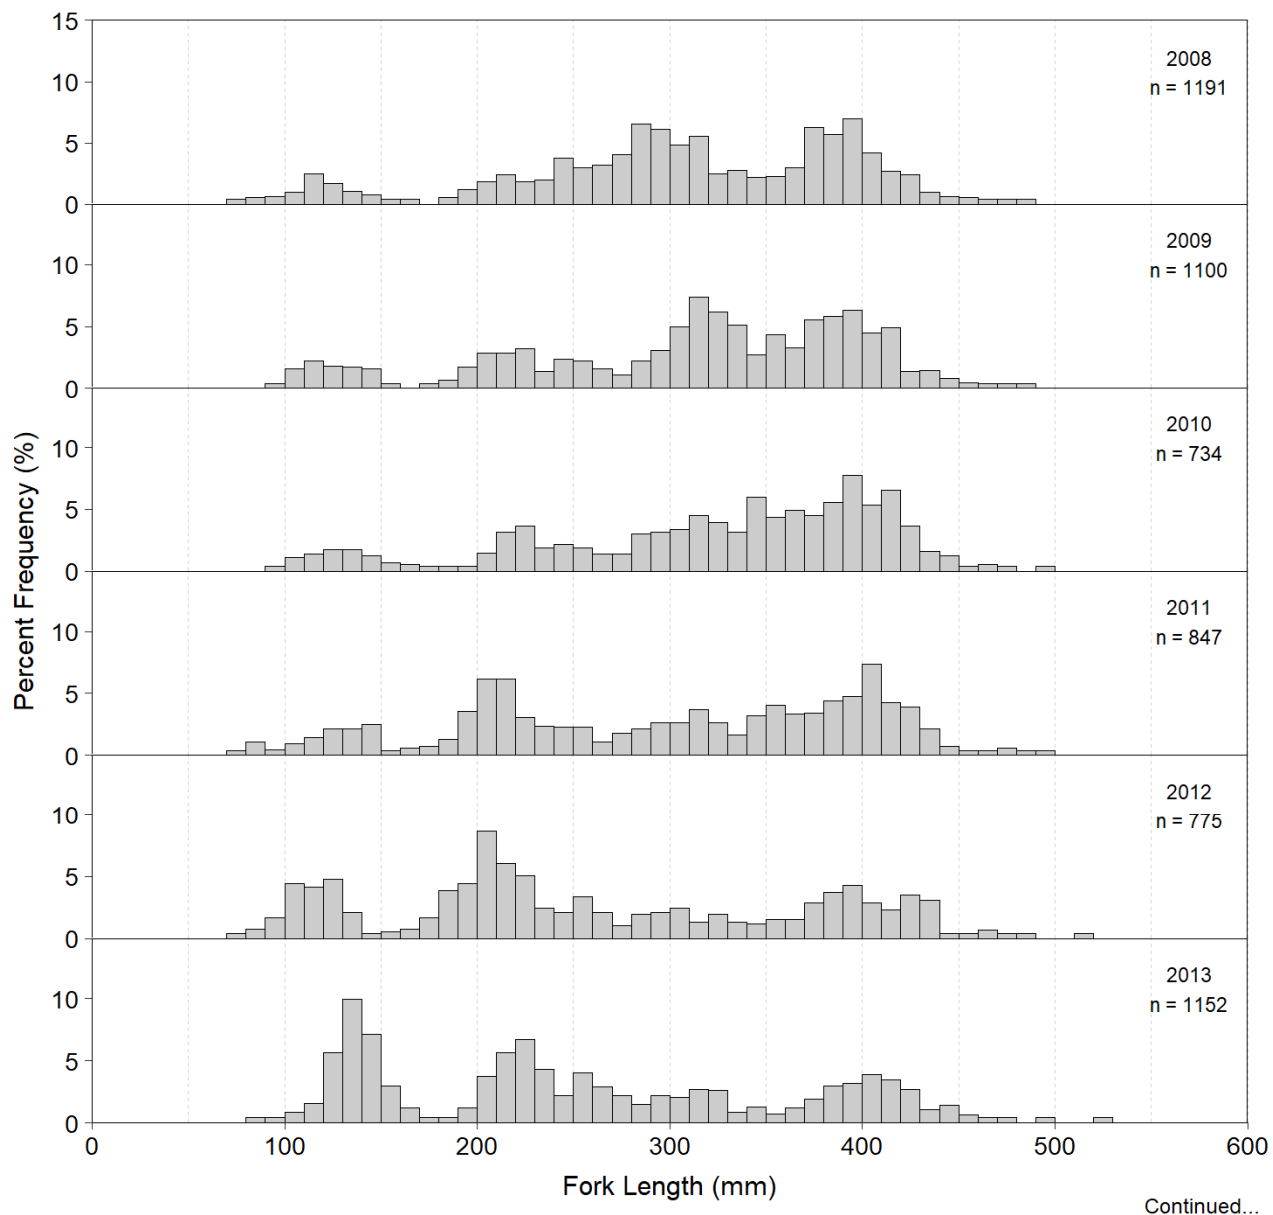 15
10
5
0
2008
n = 1191
10
5
0
2009
n = 1100
10
5
0
2010
n = 734
10
5
0
2011
n = 847
10
5
0
2012
n = 775
10
5
0
2013
n = 1152
Percent Frequency (%)
0 100 200 300 400 500 600
Fork Length (mm)
Continued...